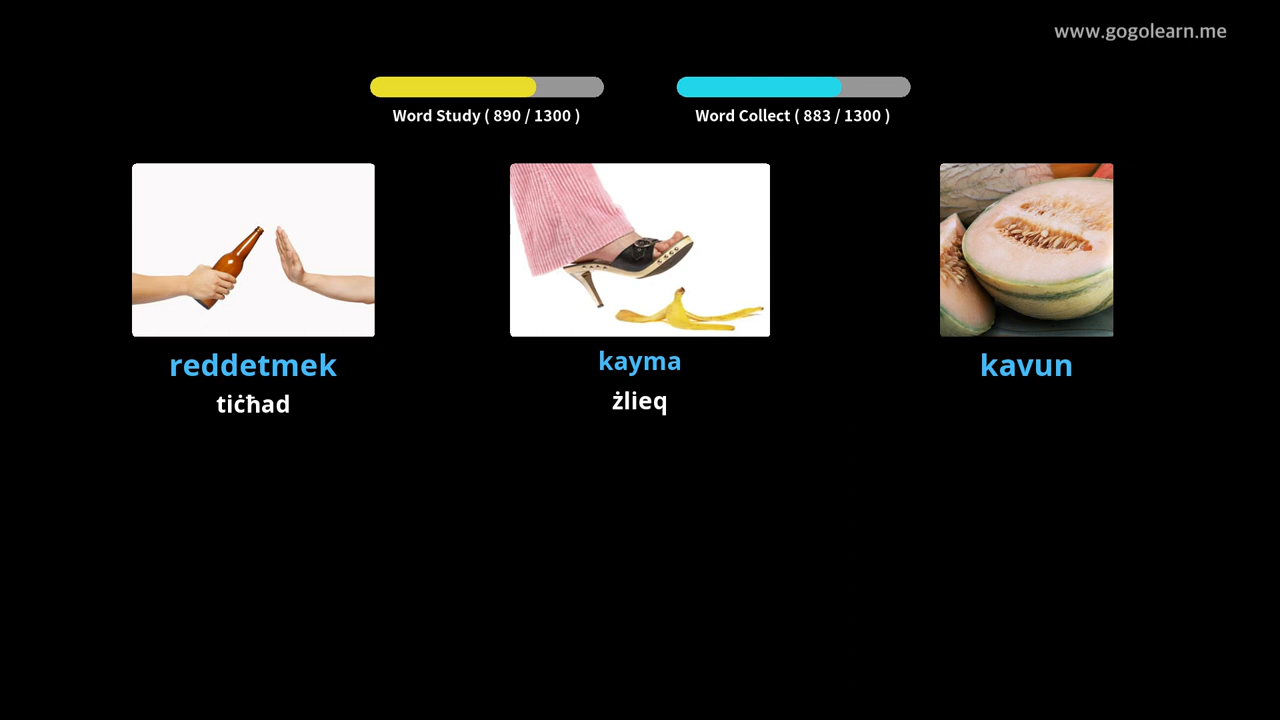 www.gogolearn.me
Word Study ( 890 / 1300 )
Word Collect ( 883 / 1300 )
reddetmek
tiċħad
kayma
żlieq
kavun